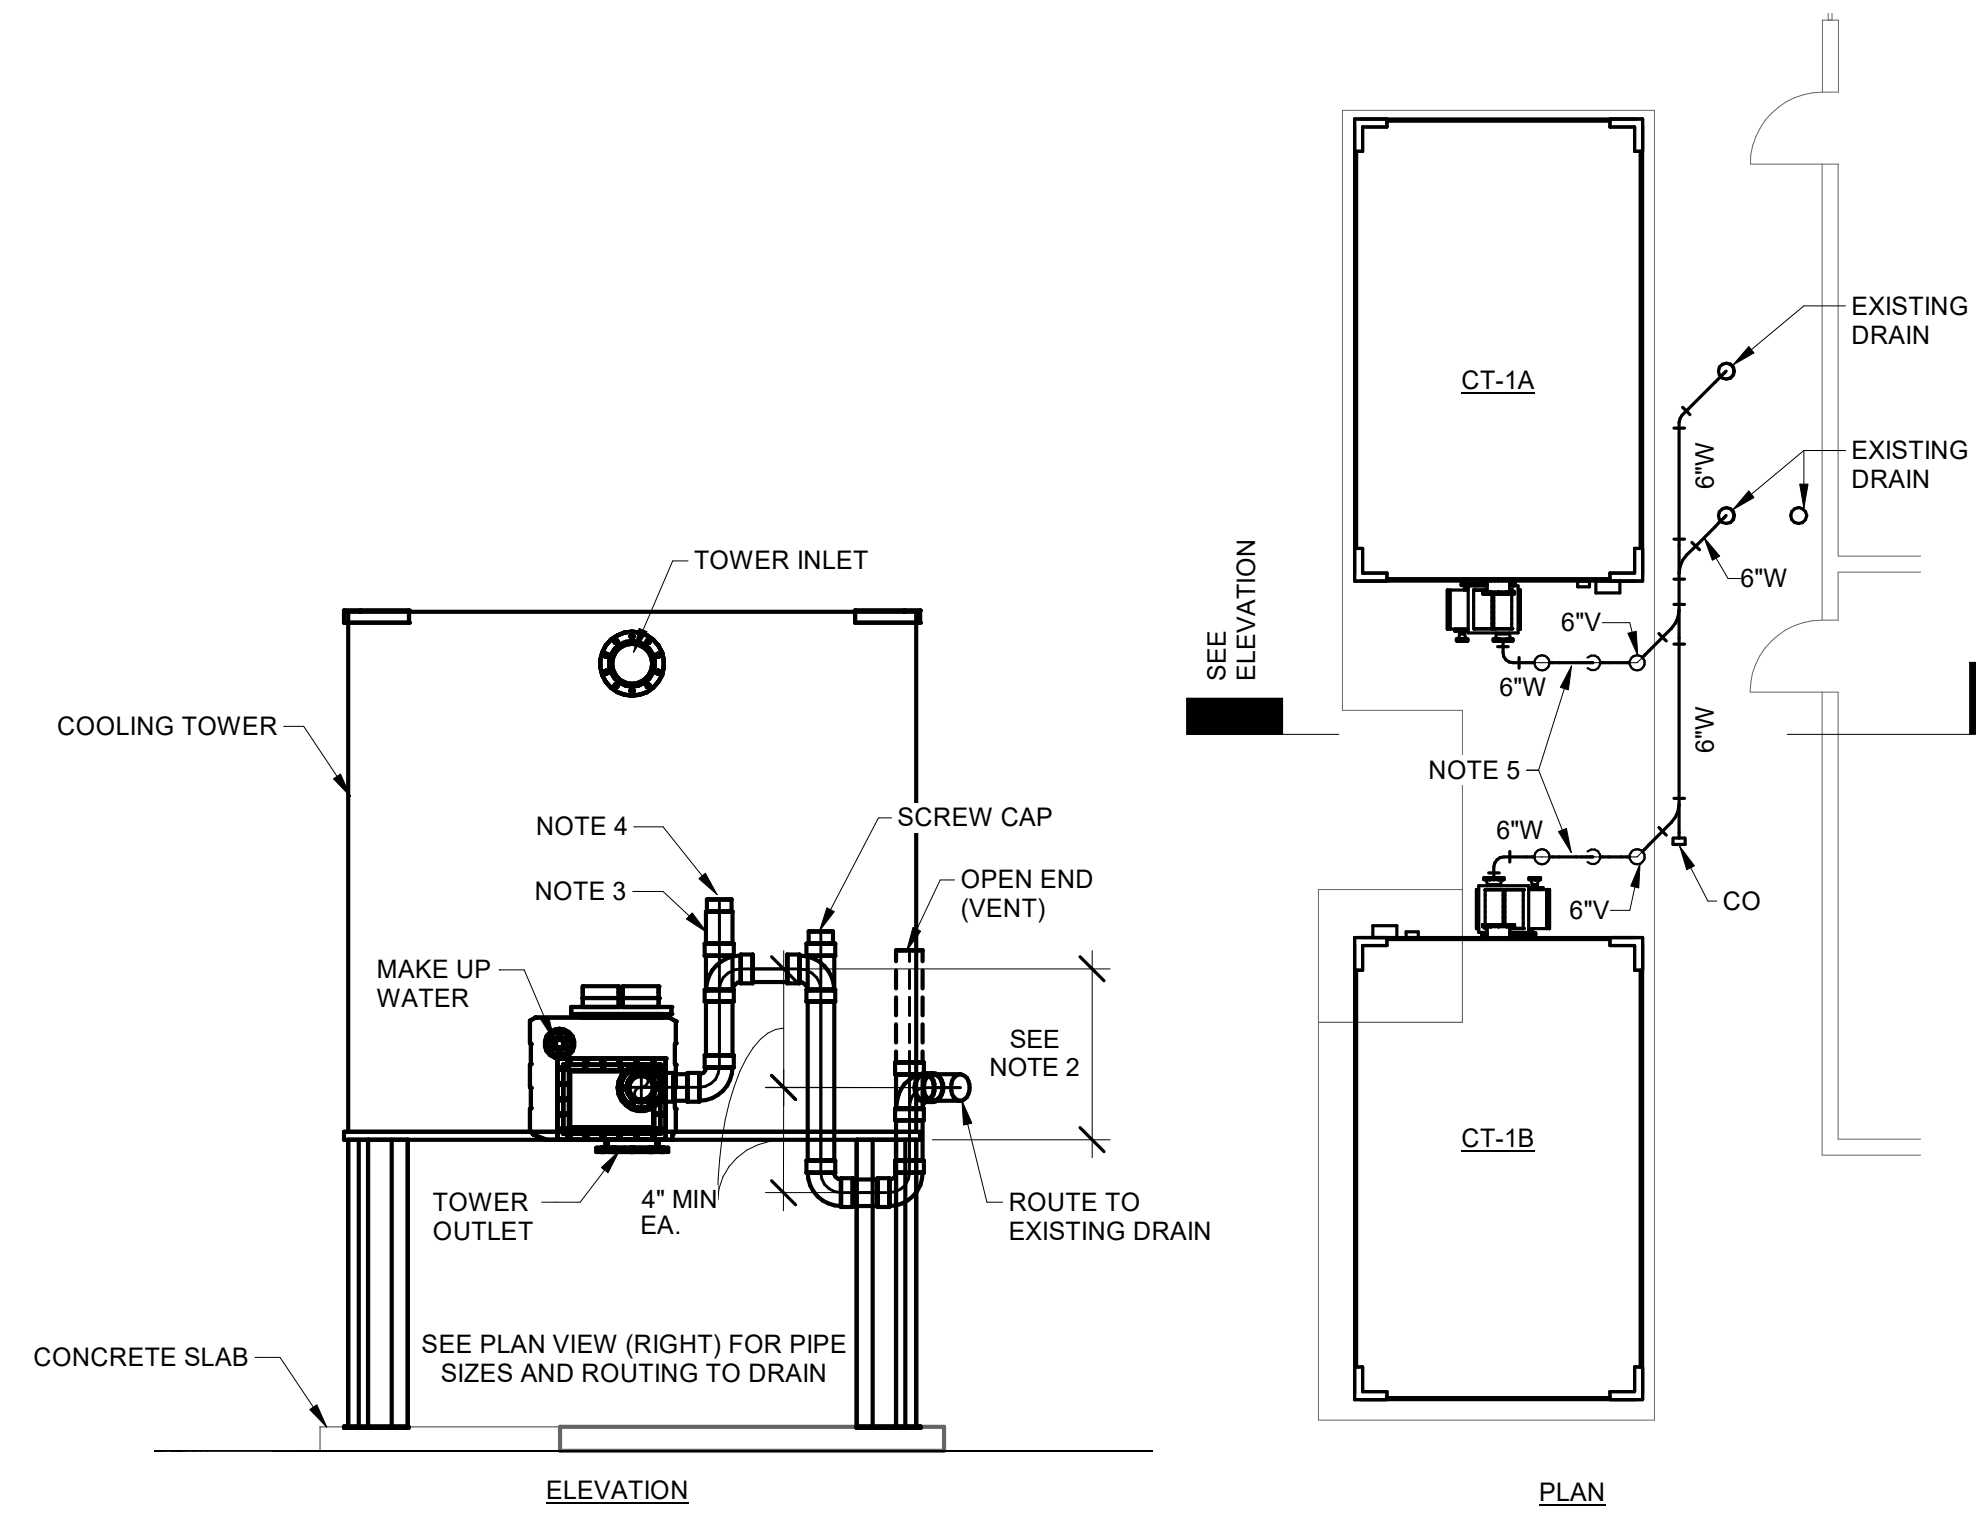 TOWER INLET
COOLING TOWER
NOTE 4
SCREW CAP
NOTE 3
OPEN END
(VENT)
MAKE UP
WATER
SEE
NOTE 2
TOWER
OUTLET
4" MIN
EA.
ROUTE TO
EXISTING DRAIN
CONCRETE SLAB
SEE PLAN VIEW (RIGHT) FOR PIPE
SIZES AND ROUTING TO DRAIN
ELEVATION
EXISTING
DRAIN
CT-1A
6"W
EXISTING
DRAIN
SEE
ELEVATION
6"W
6"V
6"W
6"W
NOTE 5
6"W
6"V
CO
CT-1B
PLAN